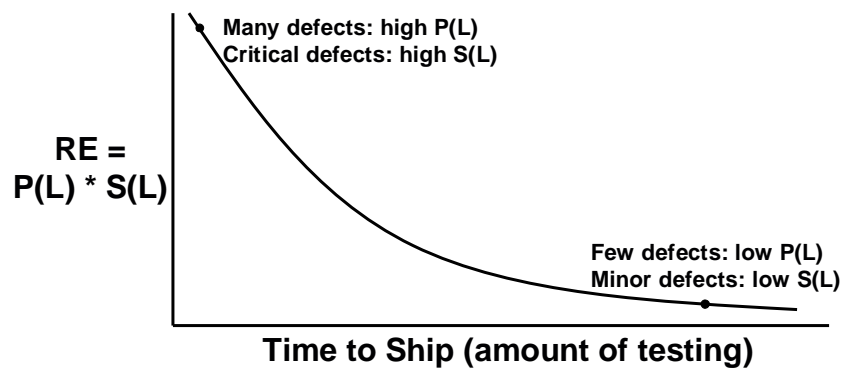 Many defects: high P(L)
Critical defects: high S(L)
RE =
P(L) * S(L)
Few defects: low P(L)
Minor defects: low S(L)
Time to Ship (amount of testing)